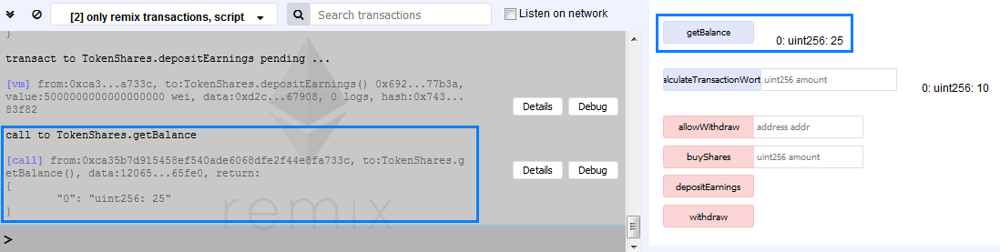 [2] only remix transactions, script
Search transactions
Listen on network
}
transact to TokenShares.depositEarnings pending ...
[vm] from:0xca3...a733c, to:TokenShares.depositEarnings() 0x692...77b3a,
value:5000000000000000000 wei, data:0xd2c...67908, 0 logs, hash:0x743...
83f82
Details
Debug
call to TokenShares.getBalance
[call] from:0xca35b7d915458ef540ade6068dfe2f44e8fa733c, to:TokenShares.g
etBalance(), data:12065...65fe0, return:
{
"0": "uint256: 25"
}
Details
Debug
remix
>
getBalance
0: uint256: 25
alculateTransactionWort
uint256 amount
0: uint256: 10
allowWithdraw
address addr
buyShares
uint256 amount
depositEarnings
withdraw